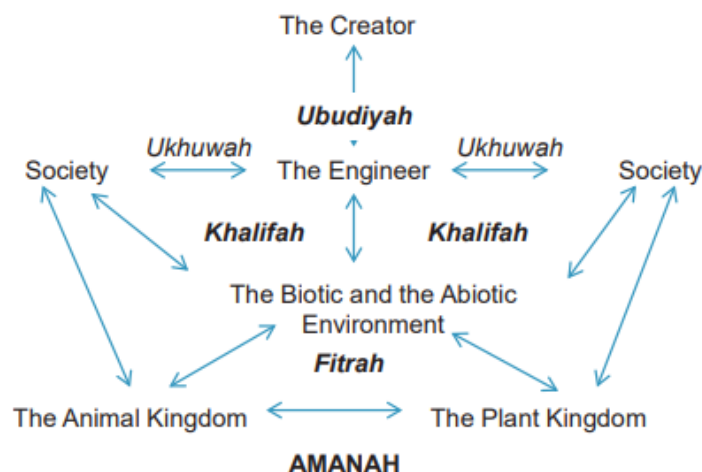 The Creator
Ubudiyah
Ukhuwah
Ukhuwah
Society
The Engineer
Society
Khalifah
Khalifah
The Biotic and the Abiotic
Environment
Fitrah
The Animal Kingdom
The Plant Kingdom
AMANAH